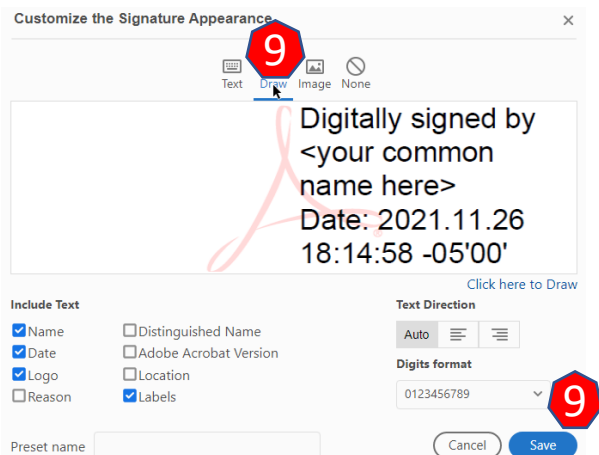 Customize the Signature Appearance
9
Text Draw Image None
Digitally signed by
<your common
name here>
Date: 2021.11.26
18:14:58 -05'00'
Click here to Draw
Include Text
Name
Date
Logo
Reason
Distinguished Name
Adobe Acrobat Version
Location
Labels
Text Direction
Auto
Digits format
0123456789
9
Preset name
Cancel Save